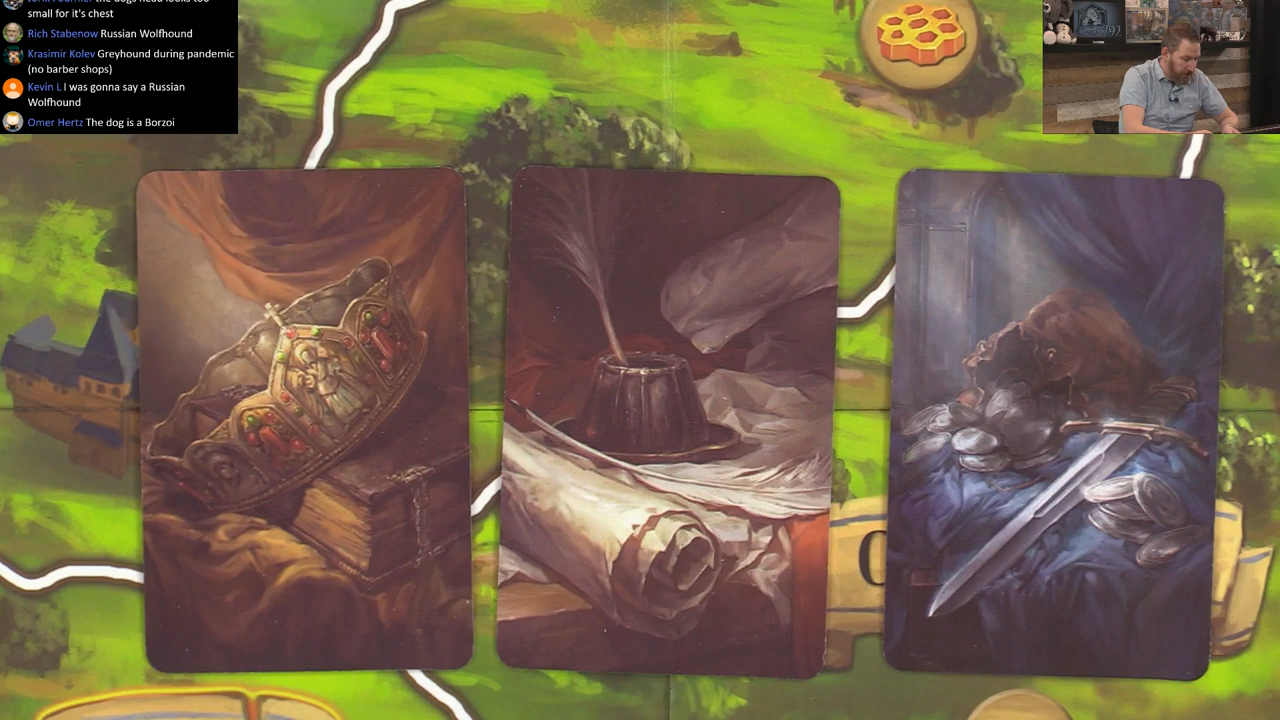 small for it's chest
Rich Stabenow Russian Wolfhound
Krasimir Kolev Greyhound during pandemic
(no barber shops)
Kevin L I was gonna say a Russian
Wolfhound
Omer Hertz The dog is a Borzoi
792